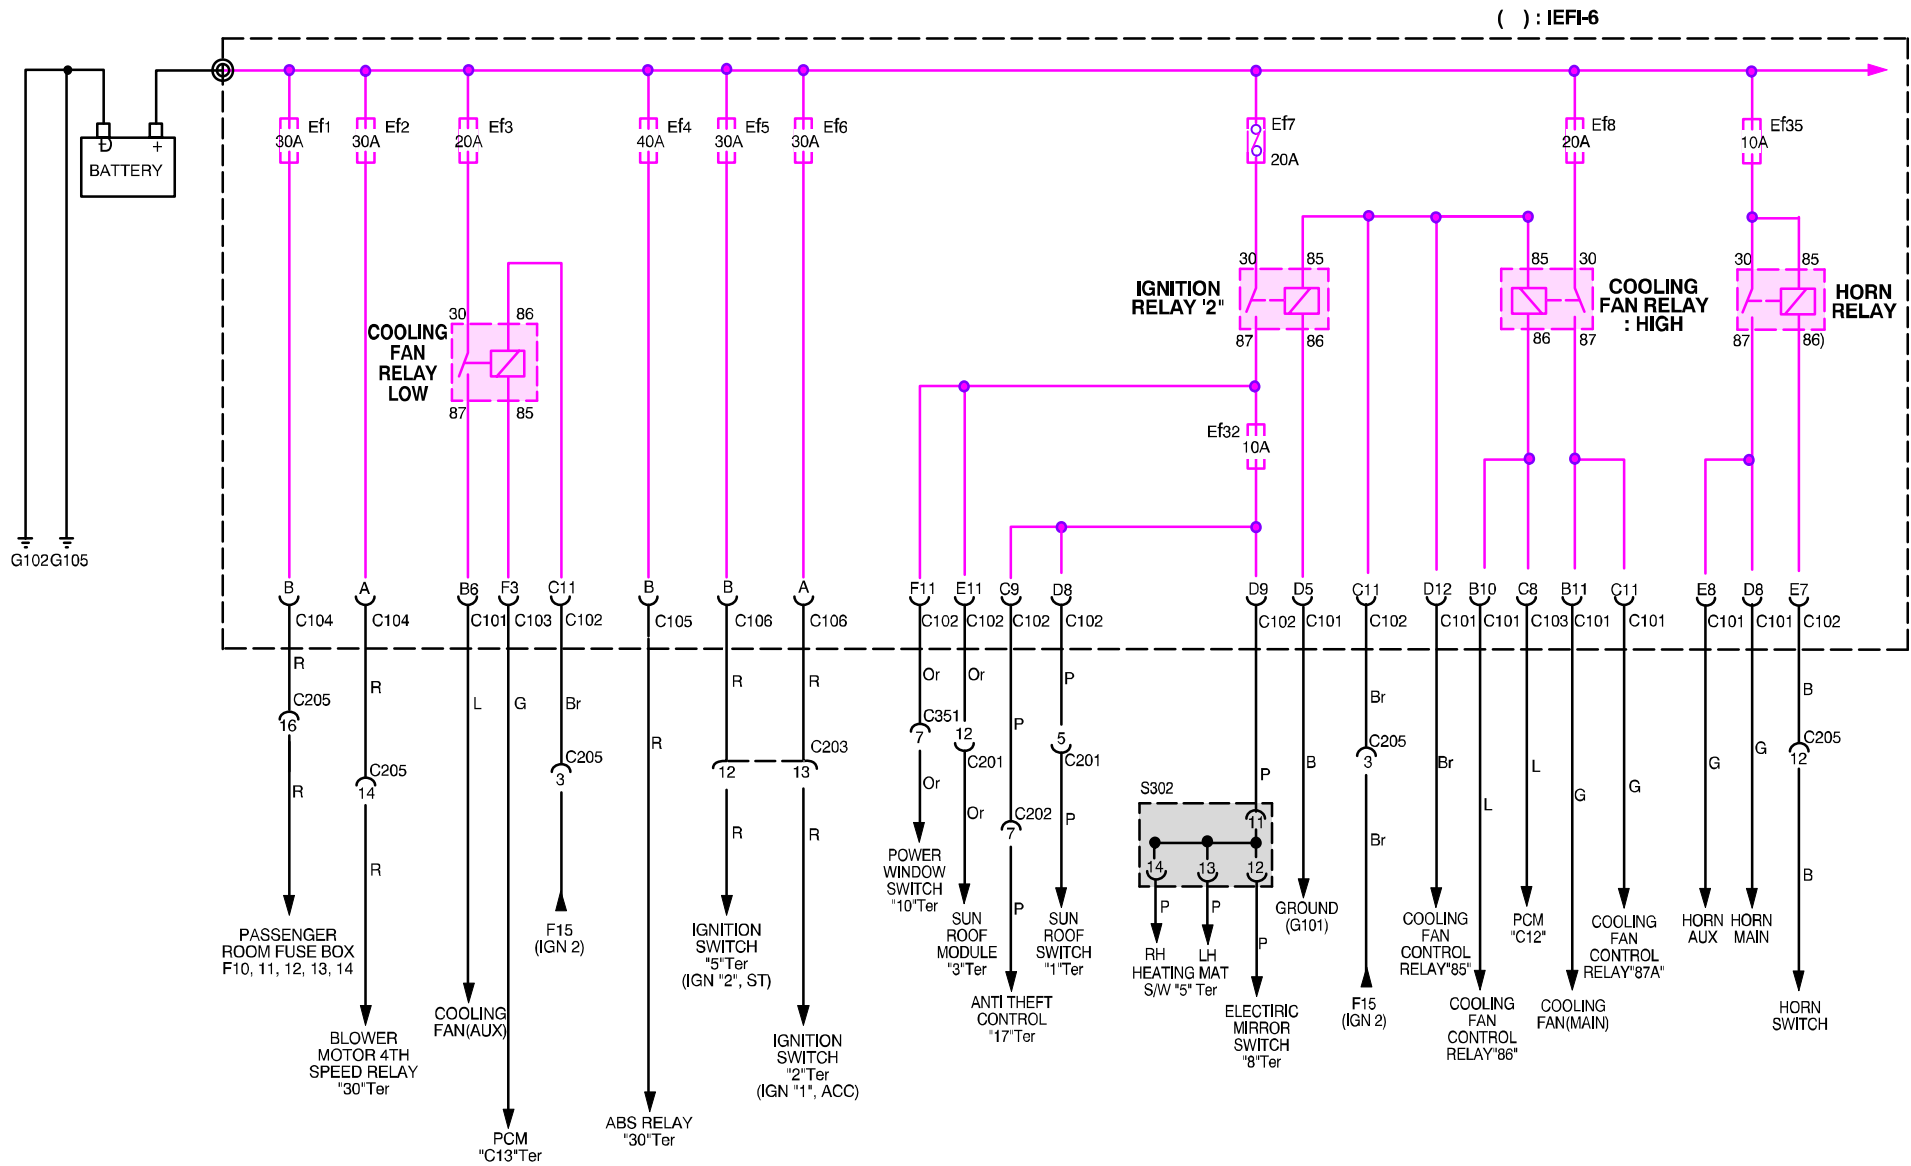 ( ) : IEFI-6
Ef1
30A
Ef2
30A
Ef3
20A
Ef4
40A
Ef5
30A
Ef6
30A
Ef7
20A
Ef8
20A
Ef35
10A
BATTERY
+
G102 G105
30 86
COOLING
FAN
RELAY
LOW
87 85
30 85
IGNITION
RELAY '2"
87 86
85 30
COOLING
FAN RELAY
: HIGH
86 87
30 85
HORN
RELAY
87 86)
Ef32
10A
B A B6 F3 C11 B B A F11 E11 C9 D8 D9 D5 C11 D12 B10 C8 B11 C11 E8 D8 E7
C104 C104 C101 C103 C102 C105 C106 C106 C102 C102 C102 C102 C102 C101 C102 C101 C101 C103 C101 C101 C101 C101 C102
R
C205
16
R
PASSENGER
ROOM FUSE BOX
F10, 11, 12, 13, 14
R
C205
14
R
BLOWER
MOTOR 4TH
SPEED RELAY
"30"Ter
L
COOLING
FAN(AUX)
G
PCM
"C13"Ter
Br
C205
3
F15
(IGN 2)
R
ABS RELAY
"30"Ter
R R
C203
12 13
R R
IGNITION
SWITCH
"5"Ter
(IGN "2", ST)
IGNITION
SWITCH
"2"Ter
(IGN "1", ACC)
Or
C351
7
Or
POWER
WINDOW
SWITCH
"10"Ter
Or
12
C201
Or
SUN
ROOF
MODULE
"3"Ter
P
C202
7
P
ANTI THEFT
CONTROL
"17"Ter
P
5
C201
P
SUN
ROOF
SWITCH
"1"Ter
P
S302
11
14 13 12
P P P
RH LH
HEATING MAT
S/W "5" Ter
ELECTRIC
MIRROR
SWITCH
"8"Ter
B
GROUND
(G101)
Br
C205
3
Br
F15
(IGN 2)
Br
COOLING
FAN
CONTROL
RELAY"85"
L
COOLING
FAN
CONTROL
RELAY"86"
L
PCM
"C12"
G
COOLING
FAN(MAIN)
G
COOLING
FAN
CONTROL
RELAY"87A"
G
HORN
AUX
G
HORN
MAIN
B
C205
12
B
HORN
SWITCH